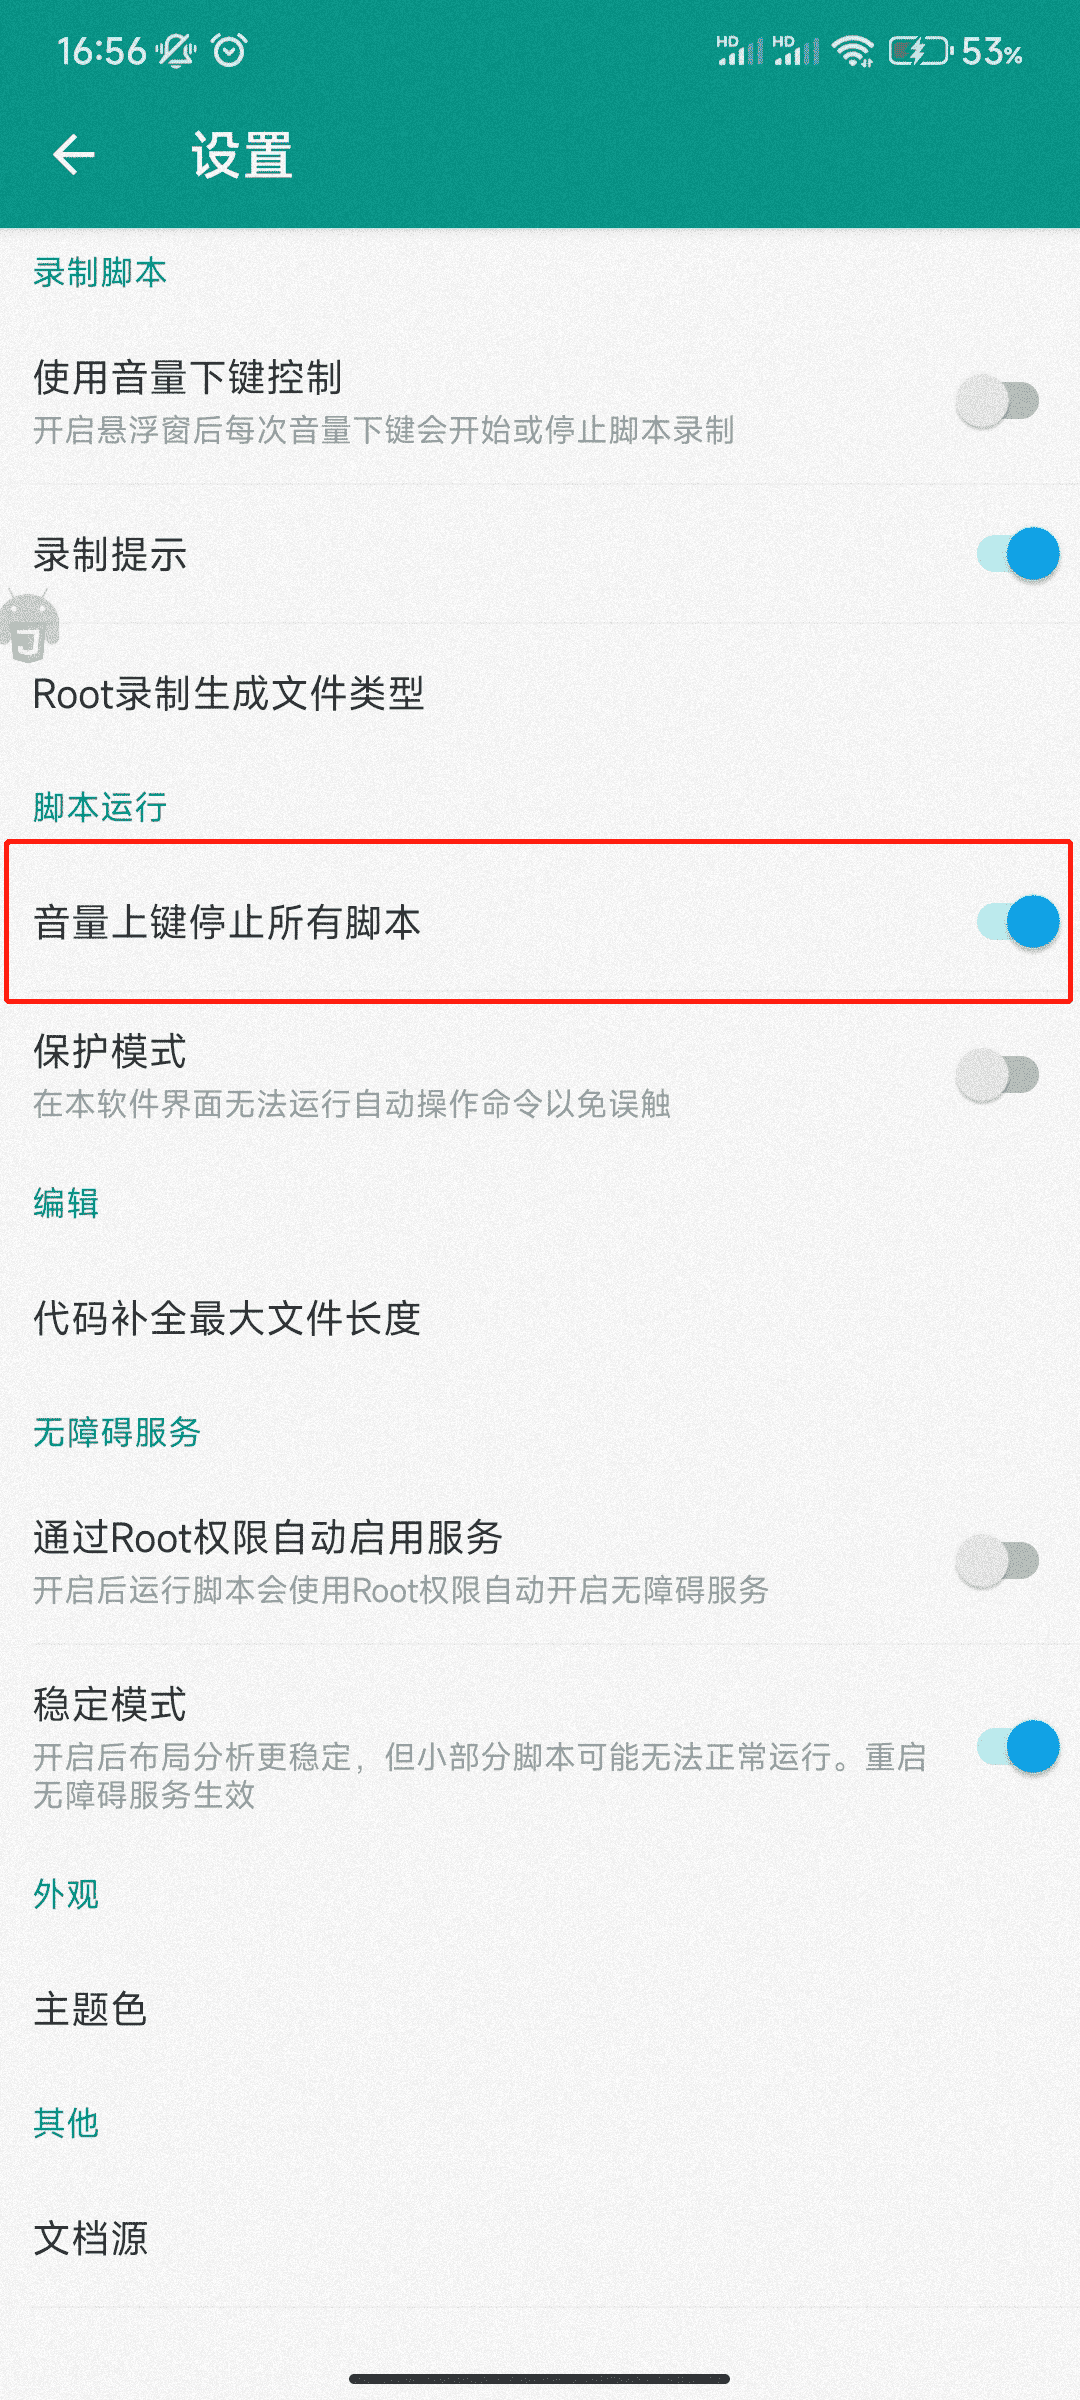 16:56 HD HD 53%
设置
录制脚本
使用音量下键控制
开启悬浮窗后每次音量下键会开始或停止脚本录制
录制提示
Root录制生成文件类型
脚本运行
音量上键停止所有脚本
保护模式
在本软件界面无法运行自动操作命令以免误触
编辑
代码补全最大文件长度
无障碍服务
通过Root权限自动启用服务
开启后运行脚本会使用Root权限自动开启无障碍服务
稳定模式
开启后布局分析更稳定，但小部分脚本可能无法正常运行。重启
无障碍服务生效
外观
主题色
其他
文档源